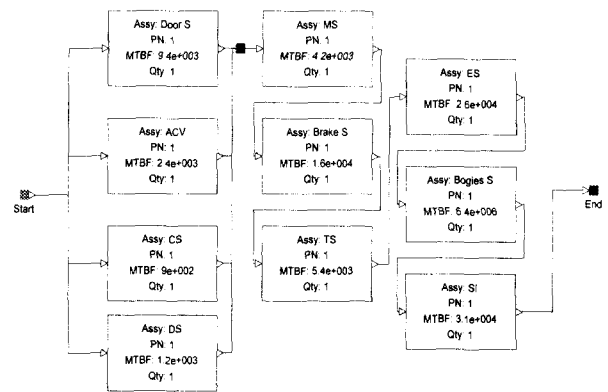 Start
Assy: Door S
PN: 1
MTBF: 9.4e+003
Qty: 1
Assy: ACV
PN: 1
MTBF: 2.4e+003
Qty: 1
Assy: CS
PN: 1
MTBF: 9e+002
Qty: 1
Assy: DS
PN: 1
MTBF: 1.2e+003
Qty: 1
Assy: MS
PN: 1
MTBF: 4.2e+003
Qty: 1
Assy: Brake S
PN: 1
MTBF: 1.6e+004
Qty: 1
Assy: TS
PN: 1
MTBF: 5.4e+003
Qty: 1
Assy: ES
PN: 1
MTBF: 2.6e+004
Qty: 1
Assy: Bogies S
PN: 1
MTBF: 6.4e+006
Qty: 1
Assy: SI
PN: 1
MTBF: 3.1e+004
Qty: 1
End